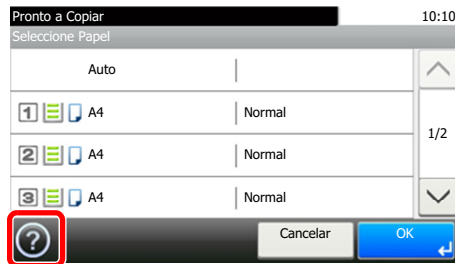 Pronto a Copiar 10:10
Seleccione Papel
Auto
1 A4 Normal
1/2
2 A4 Normal
3 A4 Normal
? Cancelar OK